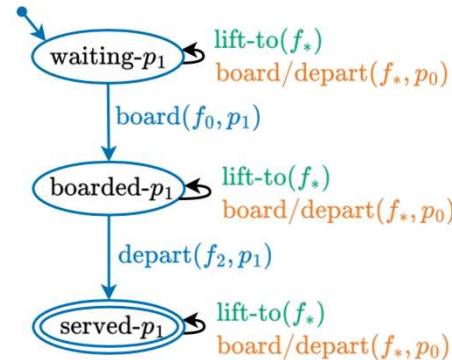 waiting-p₁
lift-to(f*)
board/depart(f*, p₀)
board(f₀, p₁)
boarded-p₁
lift-to(f*)
board/depart(f*, p₀)
depart(f₂, p₁)
served-p₁
lift-to(f*)
board/depart(f*, p₀)